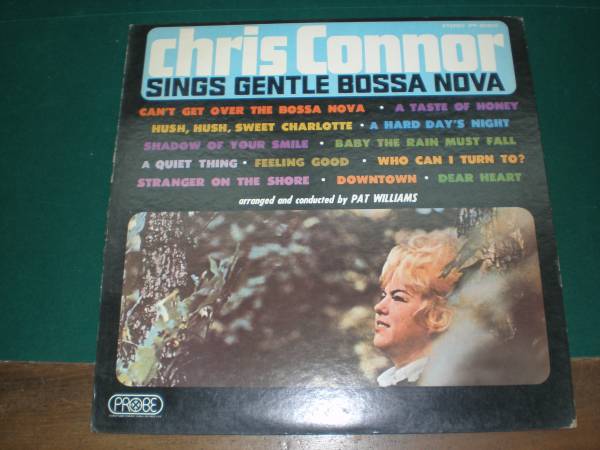 chris Connor
STEREO
SINGS GENTLE BOSSA NOVA
CAN'T GET OVER THE BOSSA NOVA • A TASTE OF HONEY
HUSH, HUSH, SWEET CHARLOTTE • A HARD DAY'S NIGHT
SHADOW OF YOUR SMILE • BABY THE RAIN MUST FALL
A QUIET THING • FEELING GOOD • WHO CAN I TURN TO?
STRANGER ON THE SHORE • DOWNTOWN • DEAR HEART
arranged and conducted by PAT WILLIAMS
PROBE